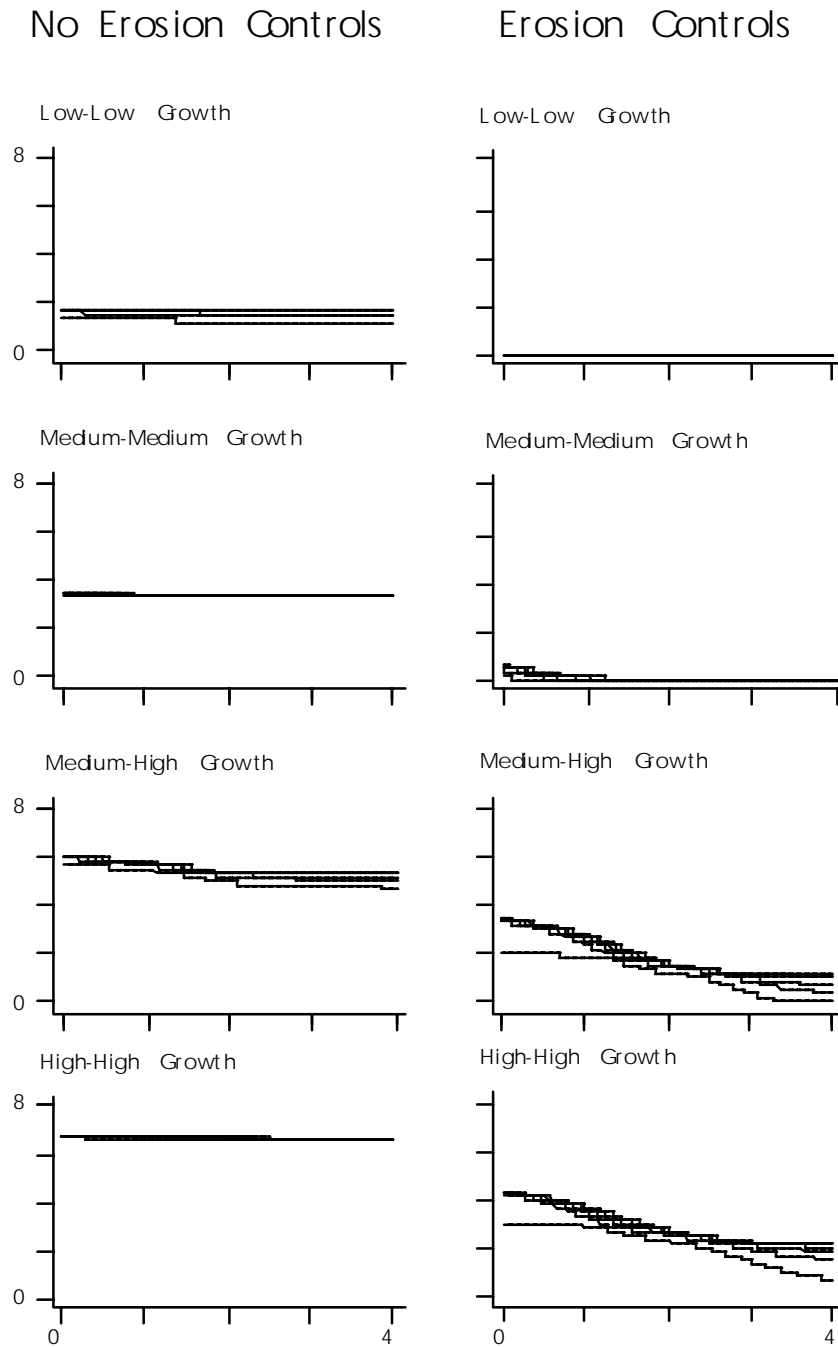 No Erosion Controls Erosion Controls
Low-Low Growth Low-Low Growth
8
0
Medium-Medium Growth Medium-Medium Growth
8
0
Medium-High Growth Medium-High Growth
8
0
High-High Growth High-High Growth
8
0
0 4 0 4